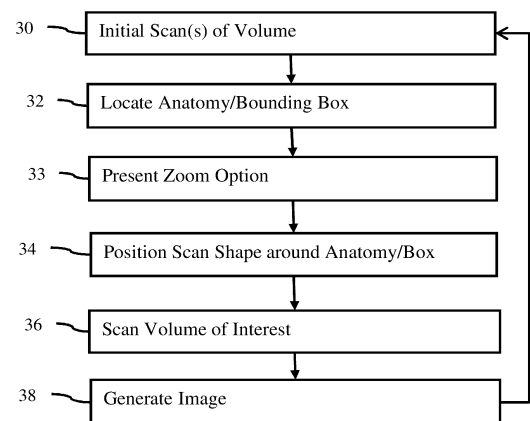 30 Initial Scan(s) of Volume
32 Locate Anatomy/Bounding Box
33 Present Zoom Option
34 Position Scan Shape around Anatomy/Box
36 Scan Volume of Interest
38 Generate Image